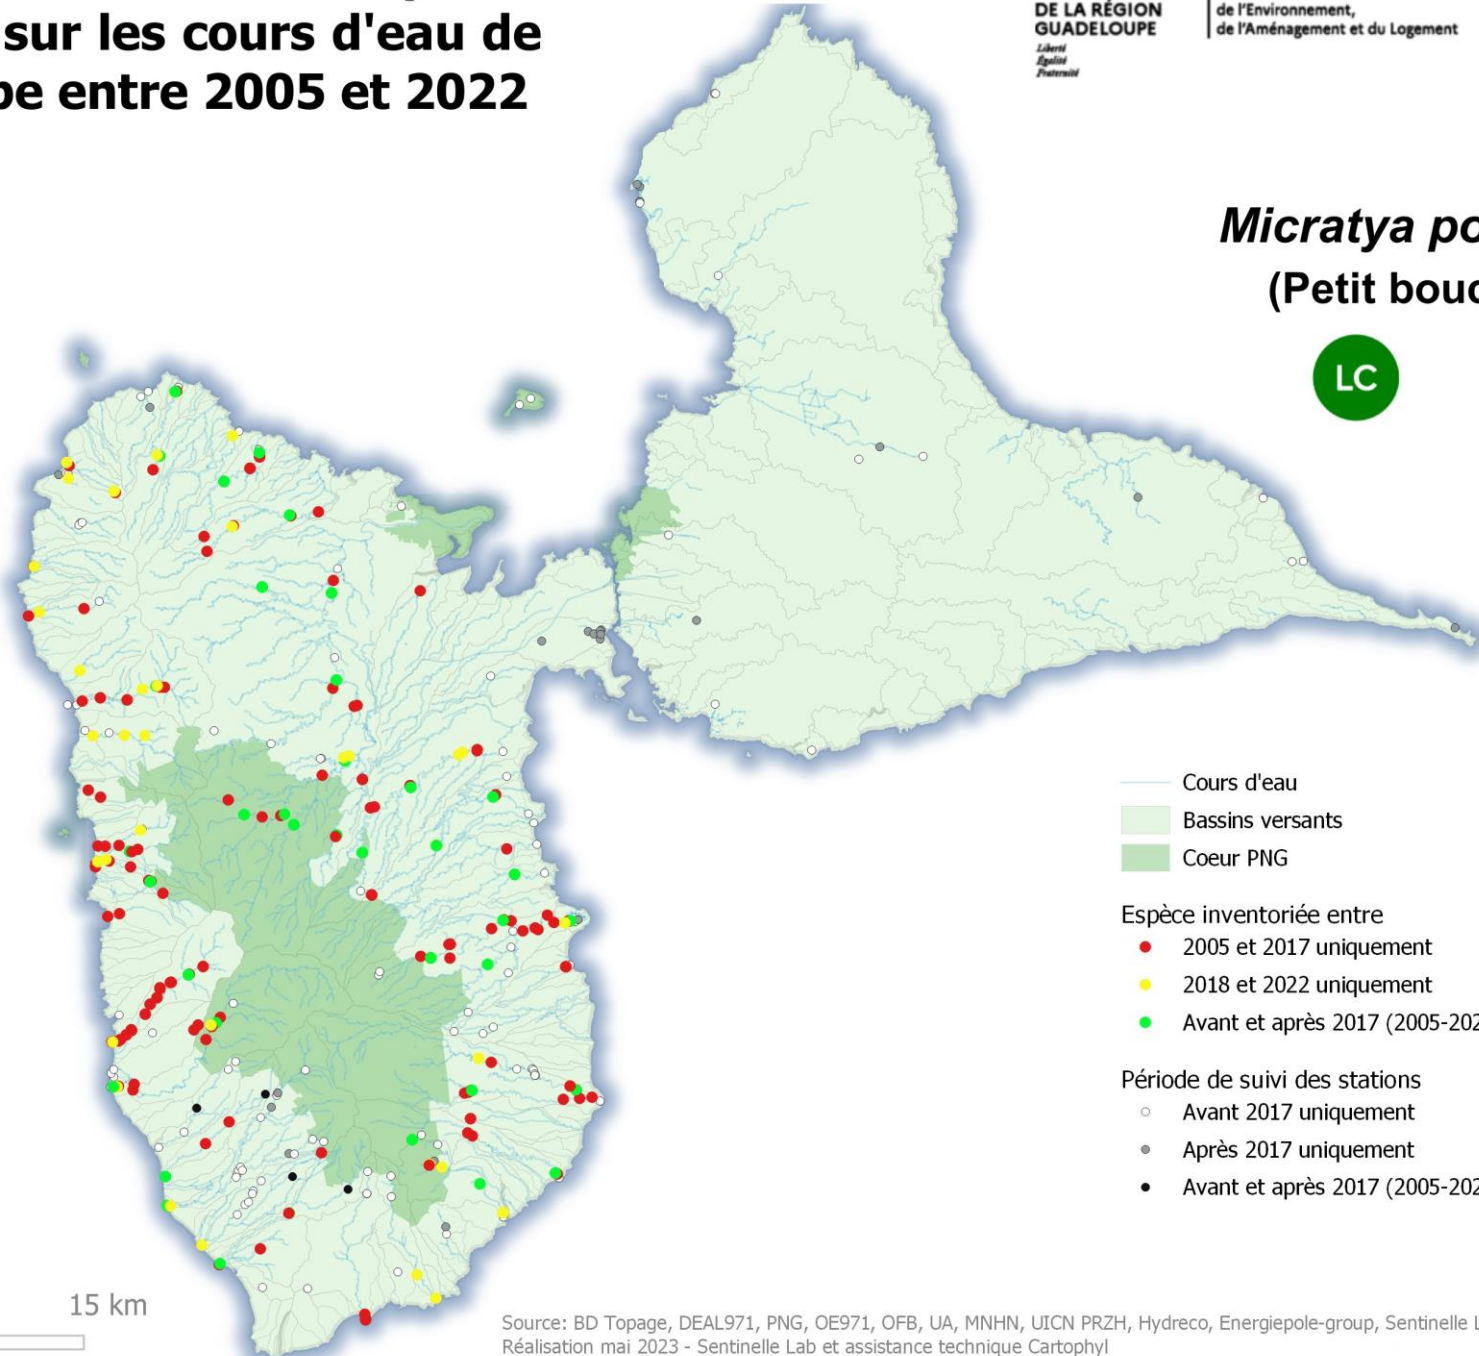 sur les cours d'eau de
pe entre 2005 et 2022
DE LA RÉGION
GUADELOUPE
Liberté
Égalité
Fraternité
de l'Environnement,
de l'Aménagement et du Logement
Micratya po
(Petit bouc
LC
Cours d'eau
Bassins versants
Coeur PNG
Espèce inventoriée entre
2005 et 2017 uniquement
2018 et 2022 uniquement
Avant et après 2017 (2005-202
Période de suivi des stations
Avant 2017 uniquement
Après 2017 uniquement
Avant et après 2017 (2005-202
15 km
Source: BD Topage, DEAL971, PNG, OE971, OFB, UA, MNHN, UICN PRZH, Hydreco, Energiepole-group, Sentinelle L
Réalisation mai 2023 - Sentinelle Lab et assistance technique Cartophyl